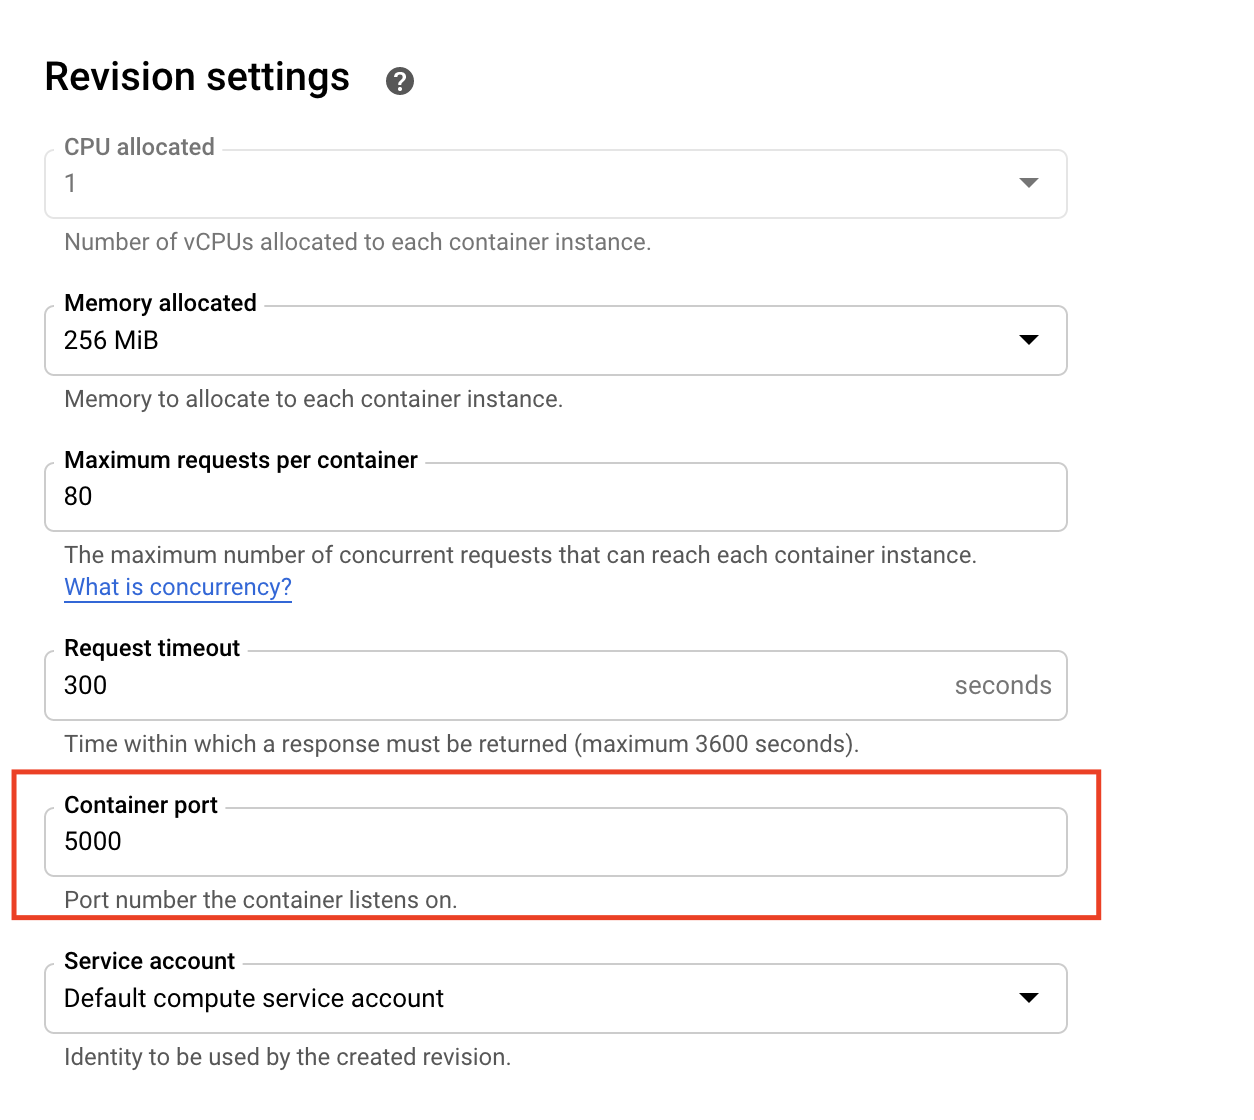 Revision settings ?
CPU allocated
1
Number of vCPUs allocated to each container instance.
Memory allocated
256 MiB
Memory to allocate to each container instance.
Maximum requests per container
80
The maximum number of concurrent requests that can reach each container instance.
What is concurrency?
Request timeout
300 seconds
Time within which a response must be returned (maximum 3600 seconds).
Container port
5000
Port number the container listens on.
Service account
Default compute service account
Identity to be used by the created revision.